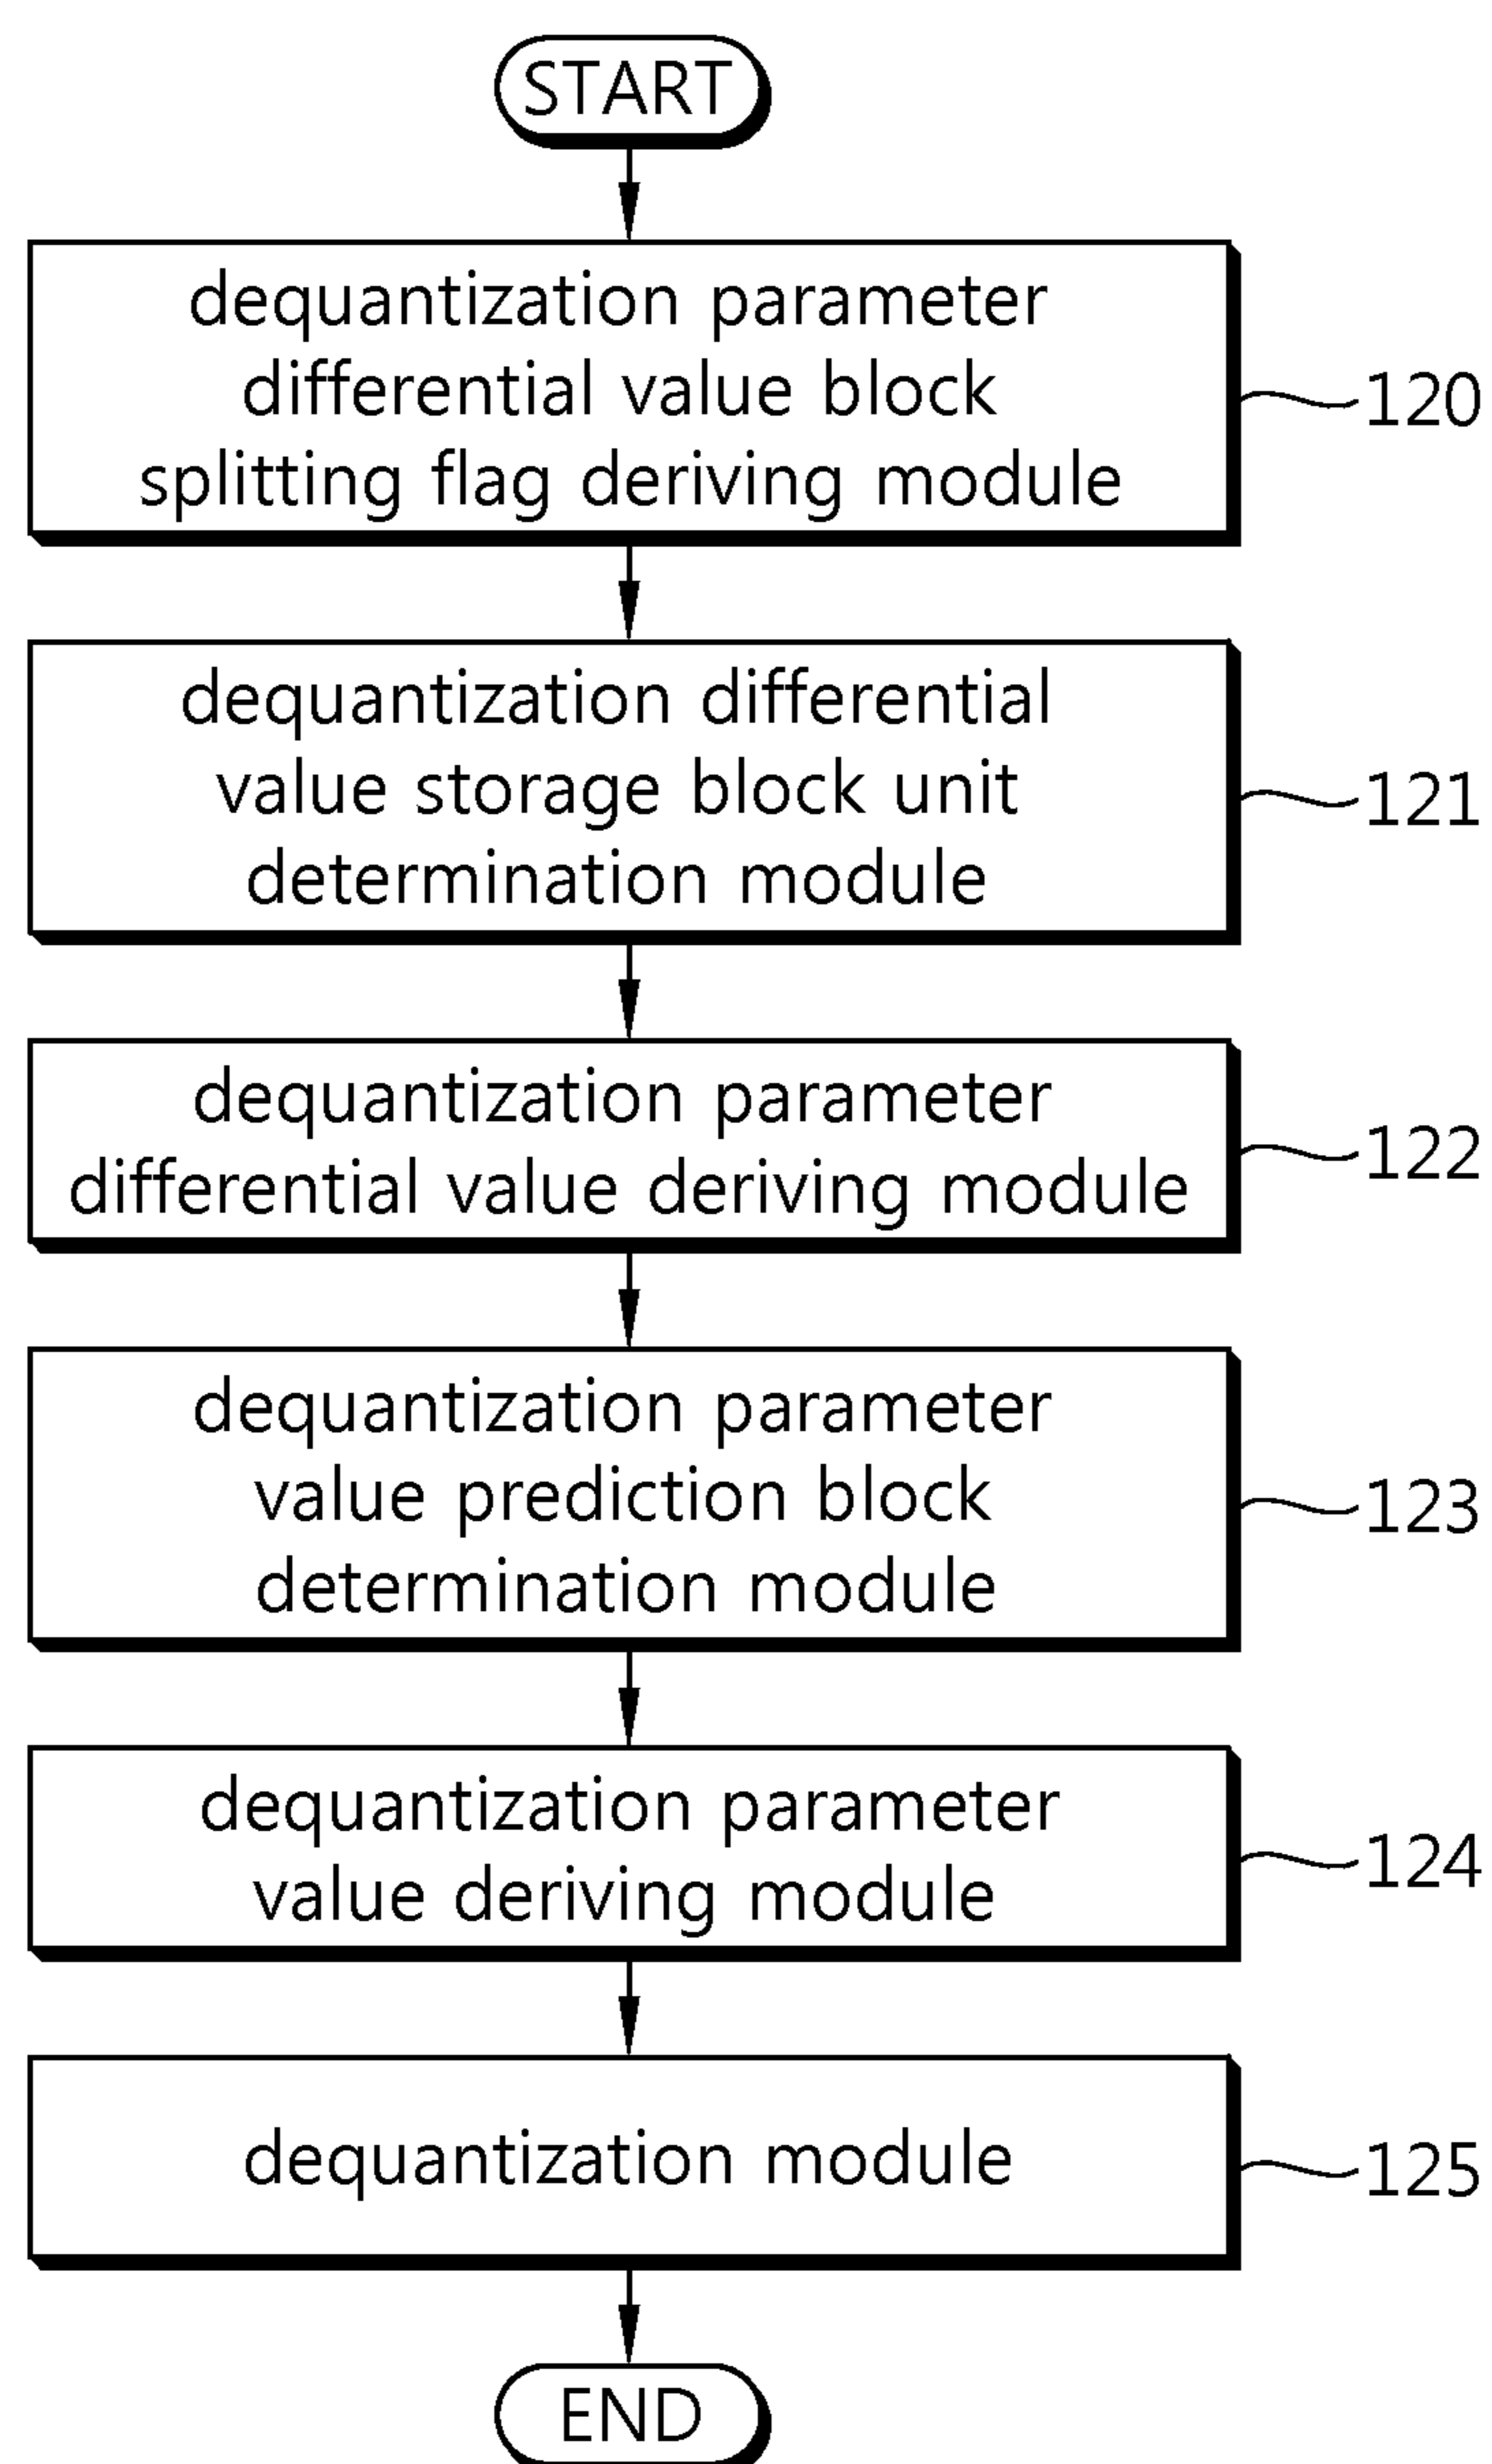 START
dequantization parameter
differential value block
splitting flag deriving module
120
dequantization differential
value storage block unit
determination module
121
dequantization parameter
differential value deriving module
122
dequantization parameter
value prediction block
determination module
123
dequantization parameter
value deriving module
124
dequantization module
125
END